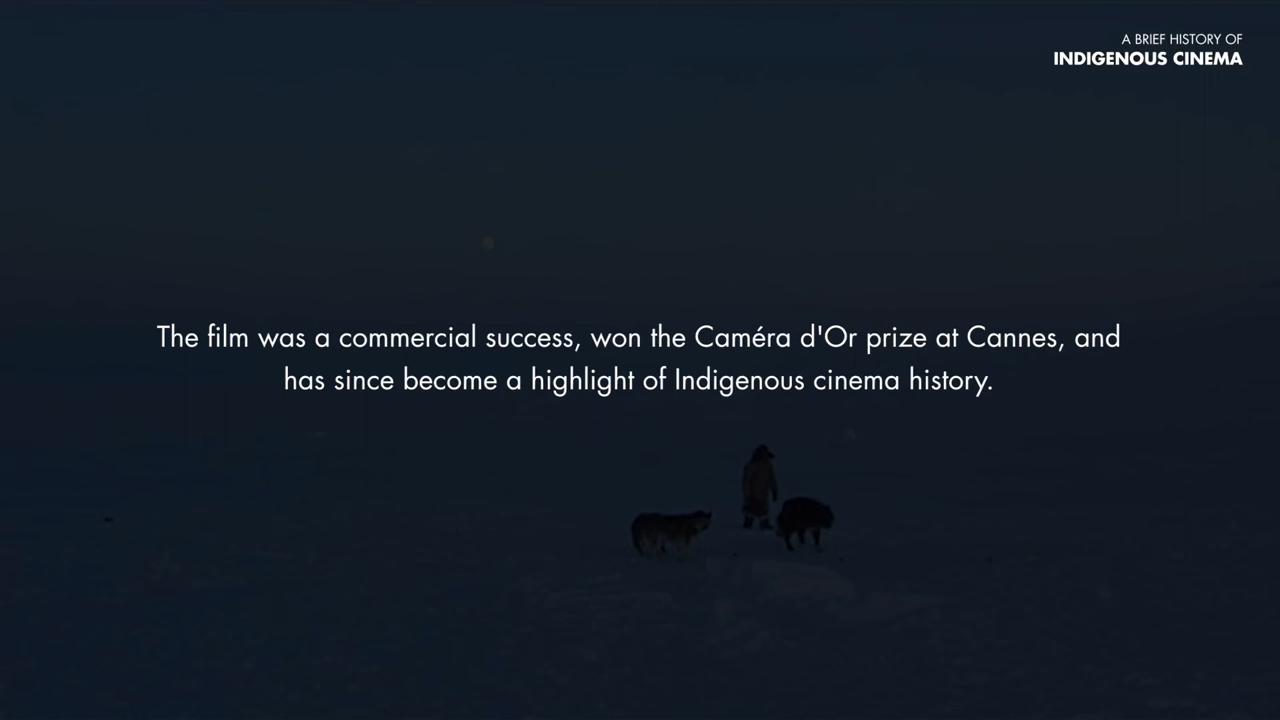 A BRIEF HISTORY OF
INDIGENOUS CINEMA
The film was a commercial success, won the Caméra d'Or prize at Cannes, and
has since become a highlight of Indigenous cinema history.